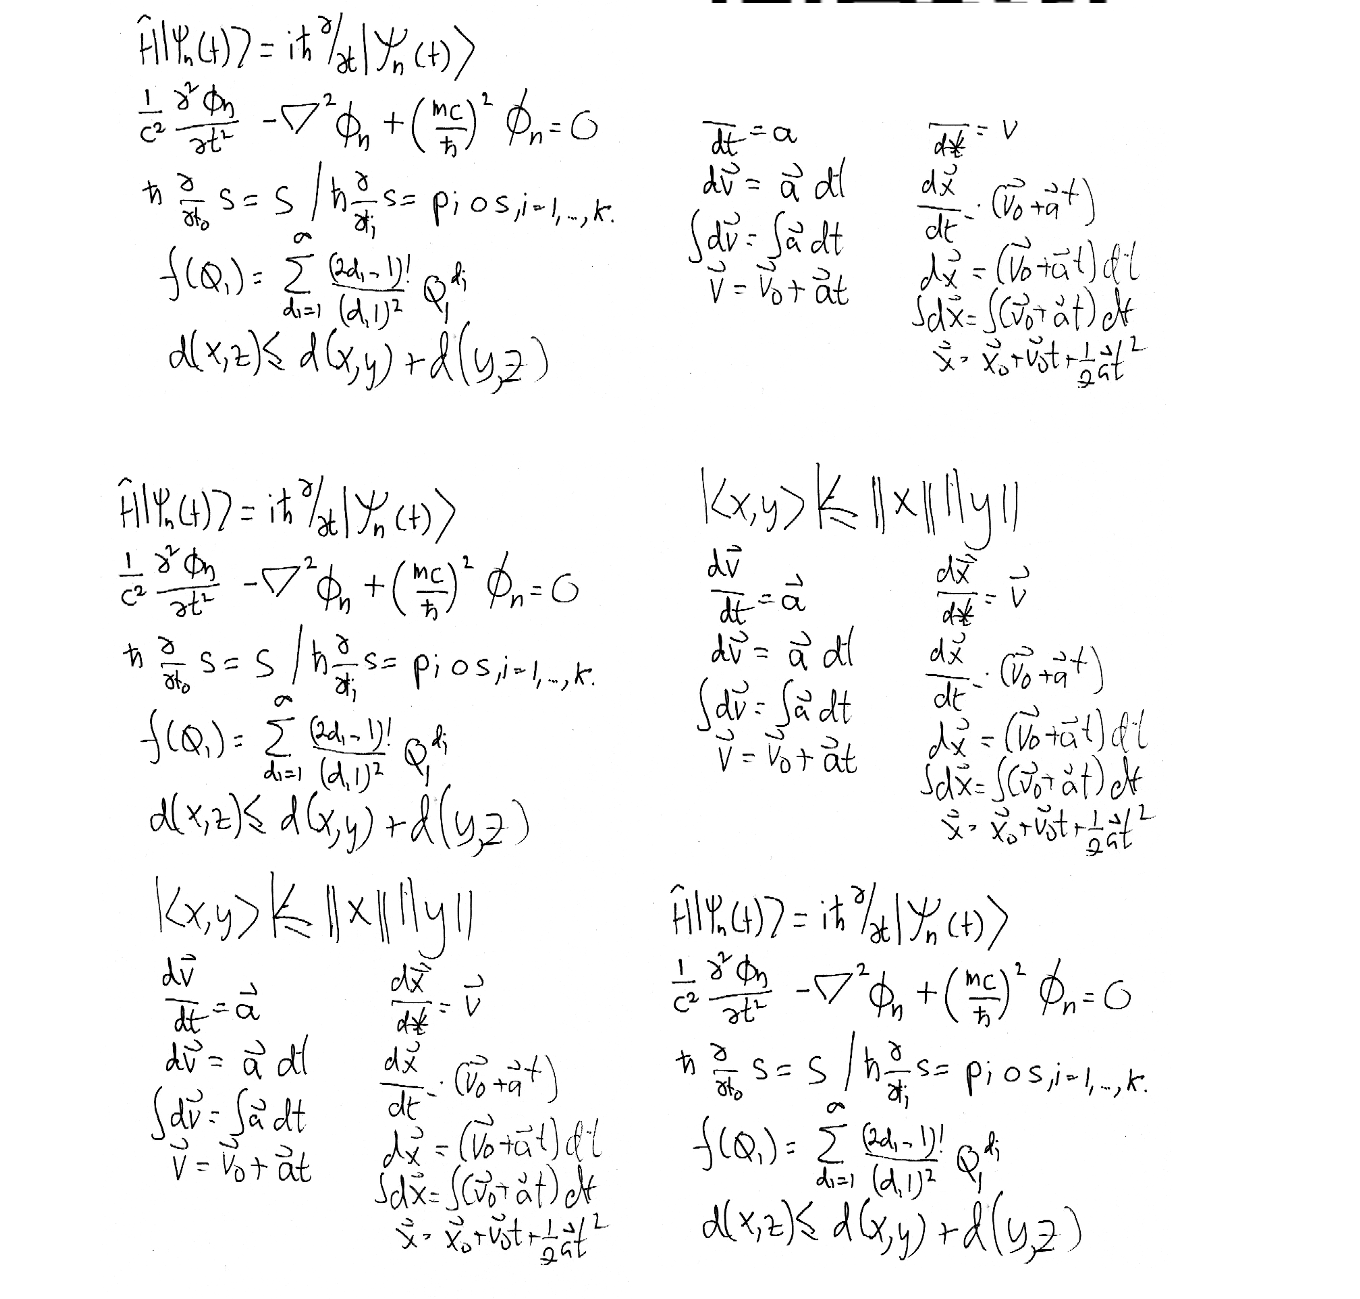 Ĥ|Ψₙ(t)⟩ = iħ ∂/∂t |Ψₙ(t)⟩
1/c² ∂²ϕₙ/∂t² - ∇²ϕₙ + (mc/ħ)² ϕₙ = 0
ħ ∂/∂t₀ S = S / ħ ∂/∂tᵢ S = pi o S, i = 1, ..., k.
f(Q₁) = ∑_{d₁=1}^{∞} (2d₁-1)!/(d₁!)² Q₁^{d₁}
d(x,z) ≤ d(x,y) + d(y,z)
/dt = a
dv⃗ = a⃗ dt
∫dv⃗ = ∫a⃗ dt
v⃗ = v⃗₀ + a⃗t
/dt = v
dx⃗/dt = (v⃗₀ + a⃗t)
dx⃗ = (v⃗₀ + a⃗t) dt
∫dx⃗ = ∫(v⃗₀ + a⃗t) dt
x⃗ = x⃗₀ + v⃗₀t + 1/2 a⃗t²
Ĥ|Ψₙ(t)⟩ = iħ ∂/∂t |Ψₙ(t)⟩
1/c² ∂²ϕₙ/∂t² - ∇²ϕₙ + (mc/ħ)² ϕₙ = 0
ħ ∂/∂t₀ S = S / ħ ∂/∂tᵢ S = pi o S, i = 1, ..., k.
f(Q₁) = ∑_{d₁=1}^{∞} (2d₁-1)!/(d₁!)² Q₁^{d₁}
d(x,z) ≤ d(x,y) + d(y,z)
|<x,y>| ≤ ||x|| ||y||
dv⃗/dt = a⃗
dv⃗ = a⃗ dt
∫dv⃗ = ∫a⃗ dt
v⃗ = v⃗₀ + a⃗t
dx⃗/dt = v⃗
dx⃗/dt = (v⃗₀ + a⃗t)
dx⃗ = (v⃗₀ + a⃗t) dt
∫dx⃗ = ∫(v⃗₀ + a⃗t) dt
x⃗ = x⃗₀ + v⃗₀t + 1/2 a⃗t²
|<x,y>| ≤ ||x|| ||y||
dv⃗/dt = a⃗
dv⃗ = a⃗ dt
∫dv⃗ = ∫a⃗ dt
v⃗ = v⃗₀ + a⃗t
dx⃗/dt = v⃗
dx⃗/dt = (v⃗₀ + a⃗t)
dx⃗ = (v⃗₀ + a⃗t) dt
∫dx⃗ = ∫(v⃗₀ + a⃗t) dt
x⃗ = x⃗₀ + v⃗₀t + 1/2 a⃗t²
Ĥ|Ψₙ(t)⟩ = iħ ∂/∂t |Ψₙ(t)⟩
1/c² ∂²ϕₙ/∂t² - ∇²ϕₙ + (mc/ħ)² ϕₙ = 0
ħ ∂/∂t₀ S = S / ħ ∂/∂tᵢ S = pi o S, i = 1, ..., k.
f(Q₁) = ∑_{d₁=1}^{∞} (2d₁-1)!/(d₁!)² Q₁^{d₁}
d(x,z) ≤ d(x,y) + d(y,z)